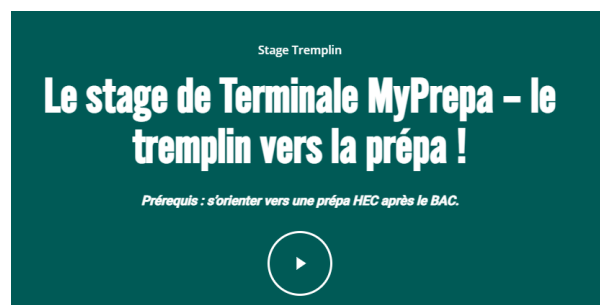 Stage Tremplin
Le stage de Terminale MyPrepa – le
tremplin vers la prépa !
Prérequis : s'orienter vers une prépa HEC après le BAC.